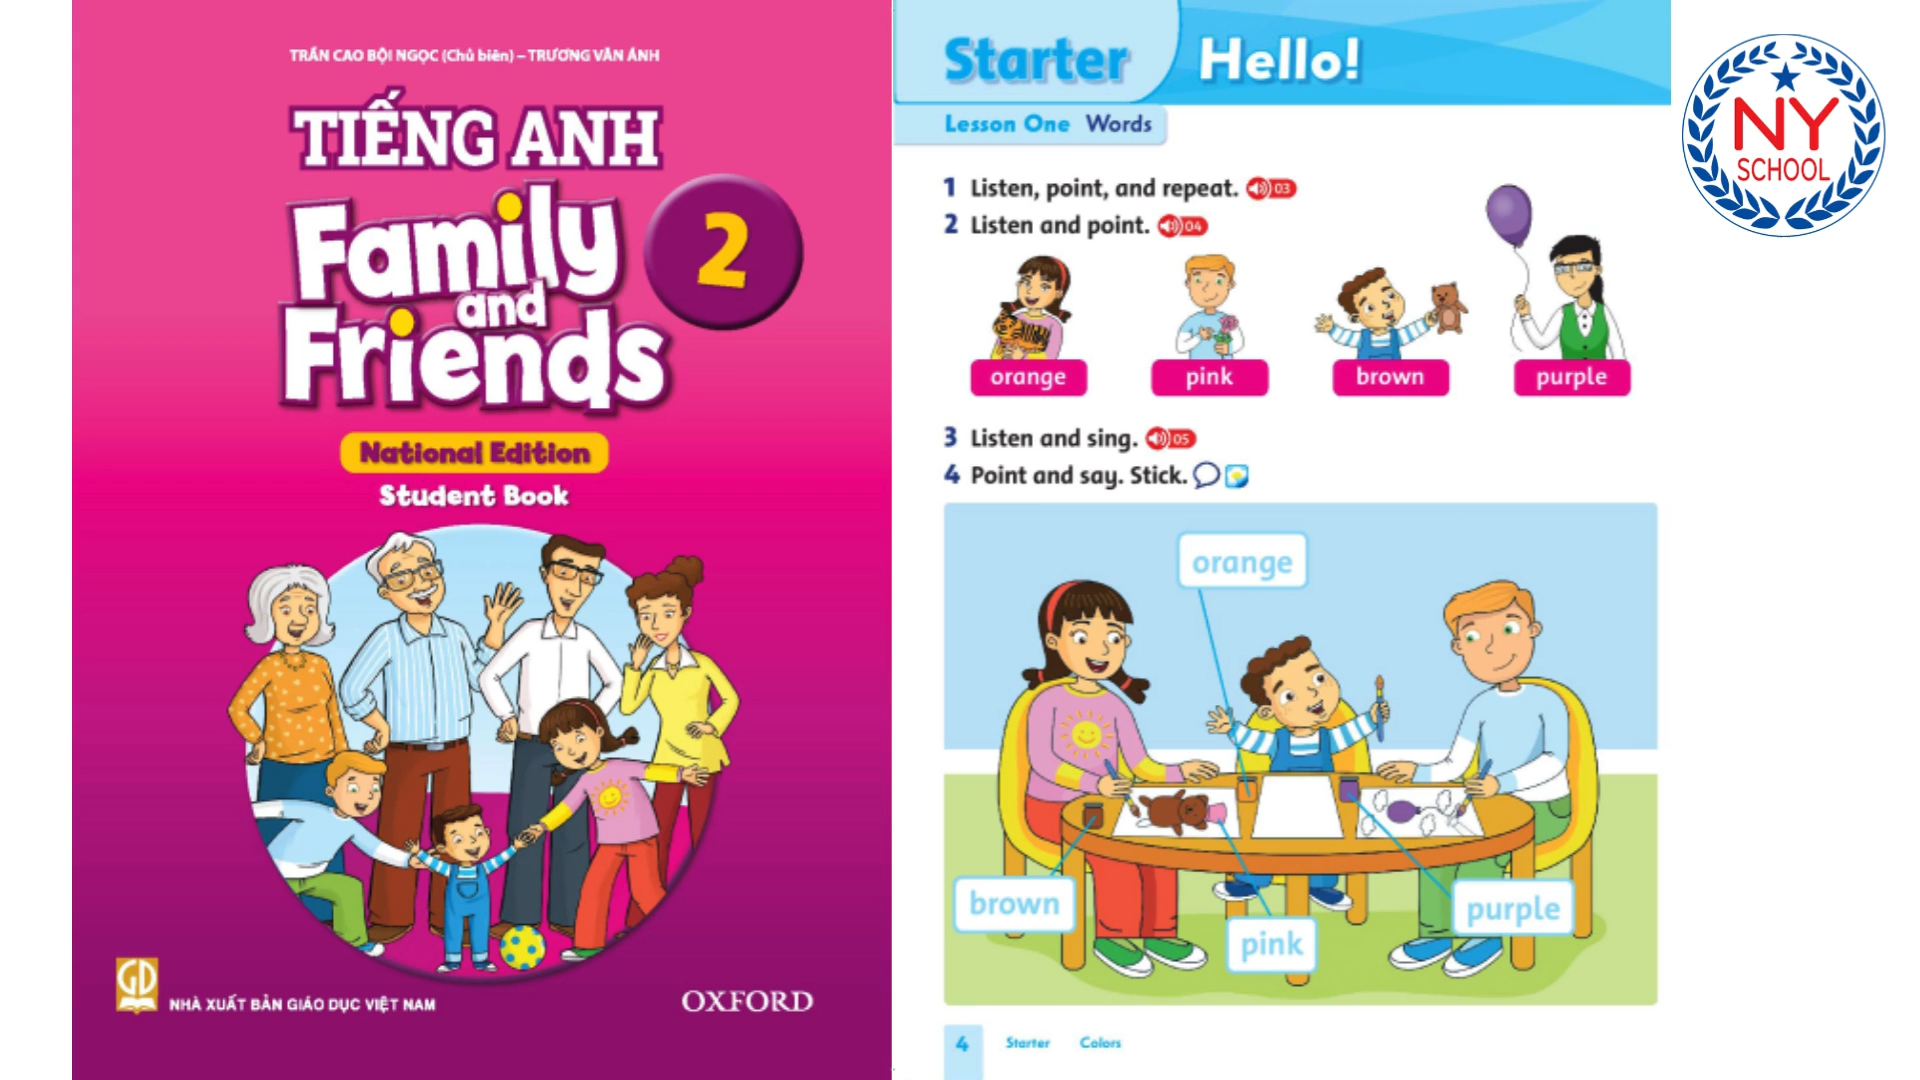 TRẦN CAO BỘI NGỌC (Chủ biên) – TRƯƠNG VĂN ÁNH
TIẾNG ANH
Family
and
Friends
2
National Edition
Student Book
GD
NHÀ XUẤT BẢN GIÁO DỤC VIỆT NAM
OXFORD
Starter Hello!
Lesson One Words
1 Listen, point, and repeat. 03
2 Listen and point. 04
orange pink brown purple
3 Listen and sing. 05
4 Point and say. Stick.
orange
brown
pink
purple
4 Starter Colors
NY
SCHOOL